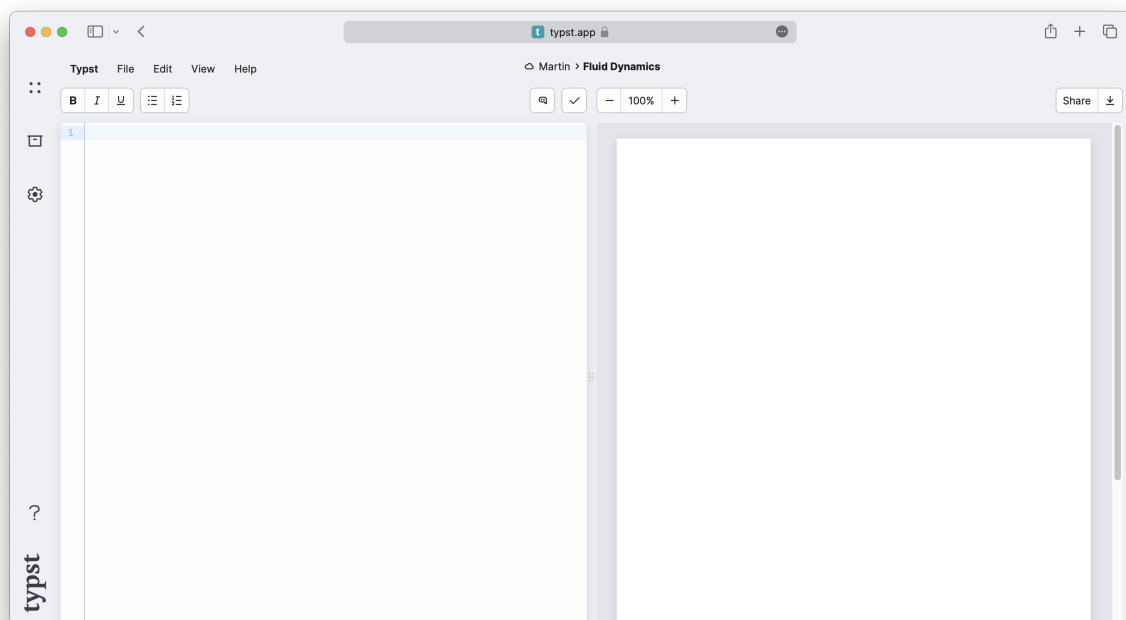 t typst.app
Typst File Edit View Help
Martin > Fluid Dynamics
B I U
− 100% +
Share
1
?
typst